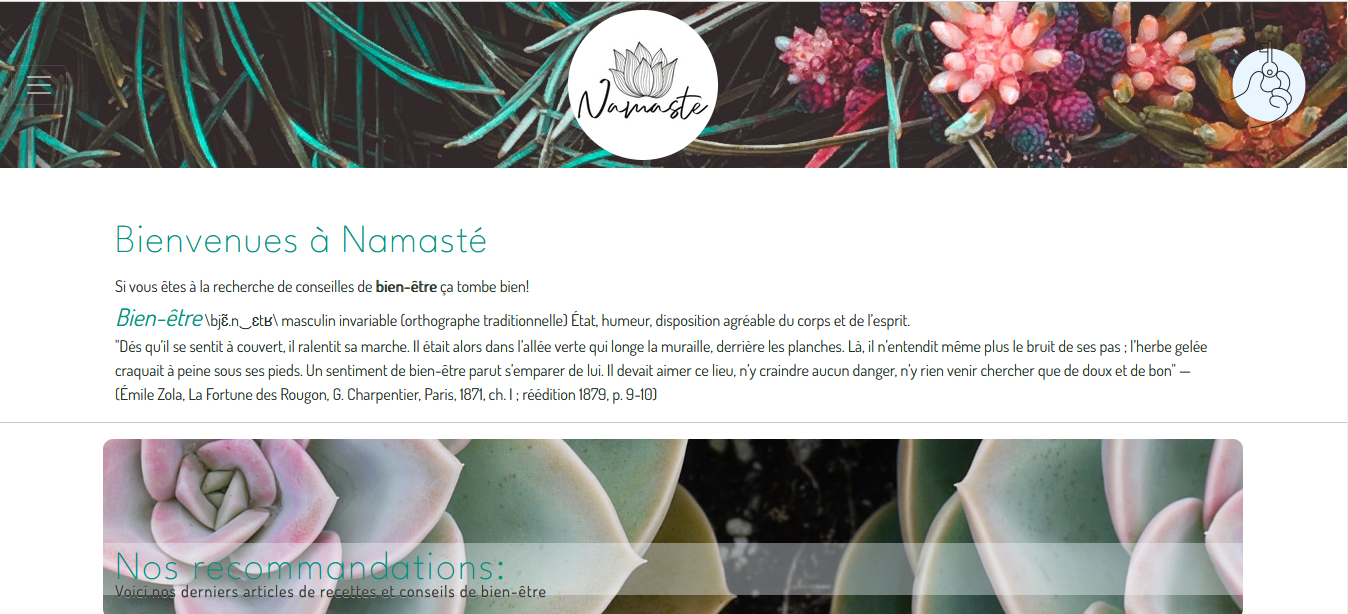 Namaste
Bienvenues à Namasté
Si vous êtes à la recherche de conseilles de bien-être ça tombe bien!
Bien-être \bjɛ̃.n‿ɛtʁ\ masculin invariable (orthographe traditionnelle) État, humeur, disposition agréable du corps et de l'esprit.
"Dés qu'il se sentit à couvert, il ralentit sa marche. Il était alors dans l'allée verte qui longe la muraille, derrière les planches. Là, il n'entendit même plus le bruit de ses pas ; l'herbe gelée
craquait à peine sous ses pieds. Un sentiment de bien-être parut s'emparer de lui. Il devait aimer ce lieu, n'y craindre aucun danger, n'y rien venir chercher que de doux et de bon" —
(Émile Zola, La Fortune des Rougon, G. Charpentier, Paris, 1871, ch. I ; réédition 1879, p. 9-10)
Nos recommandations:
Voici nos derniers articles de recettes et conseils de bien-être